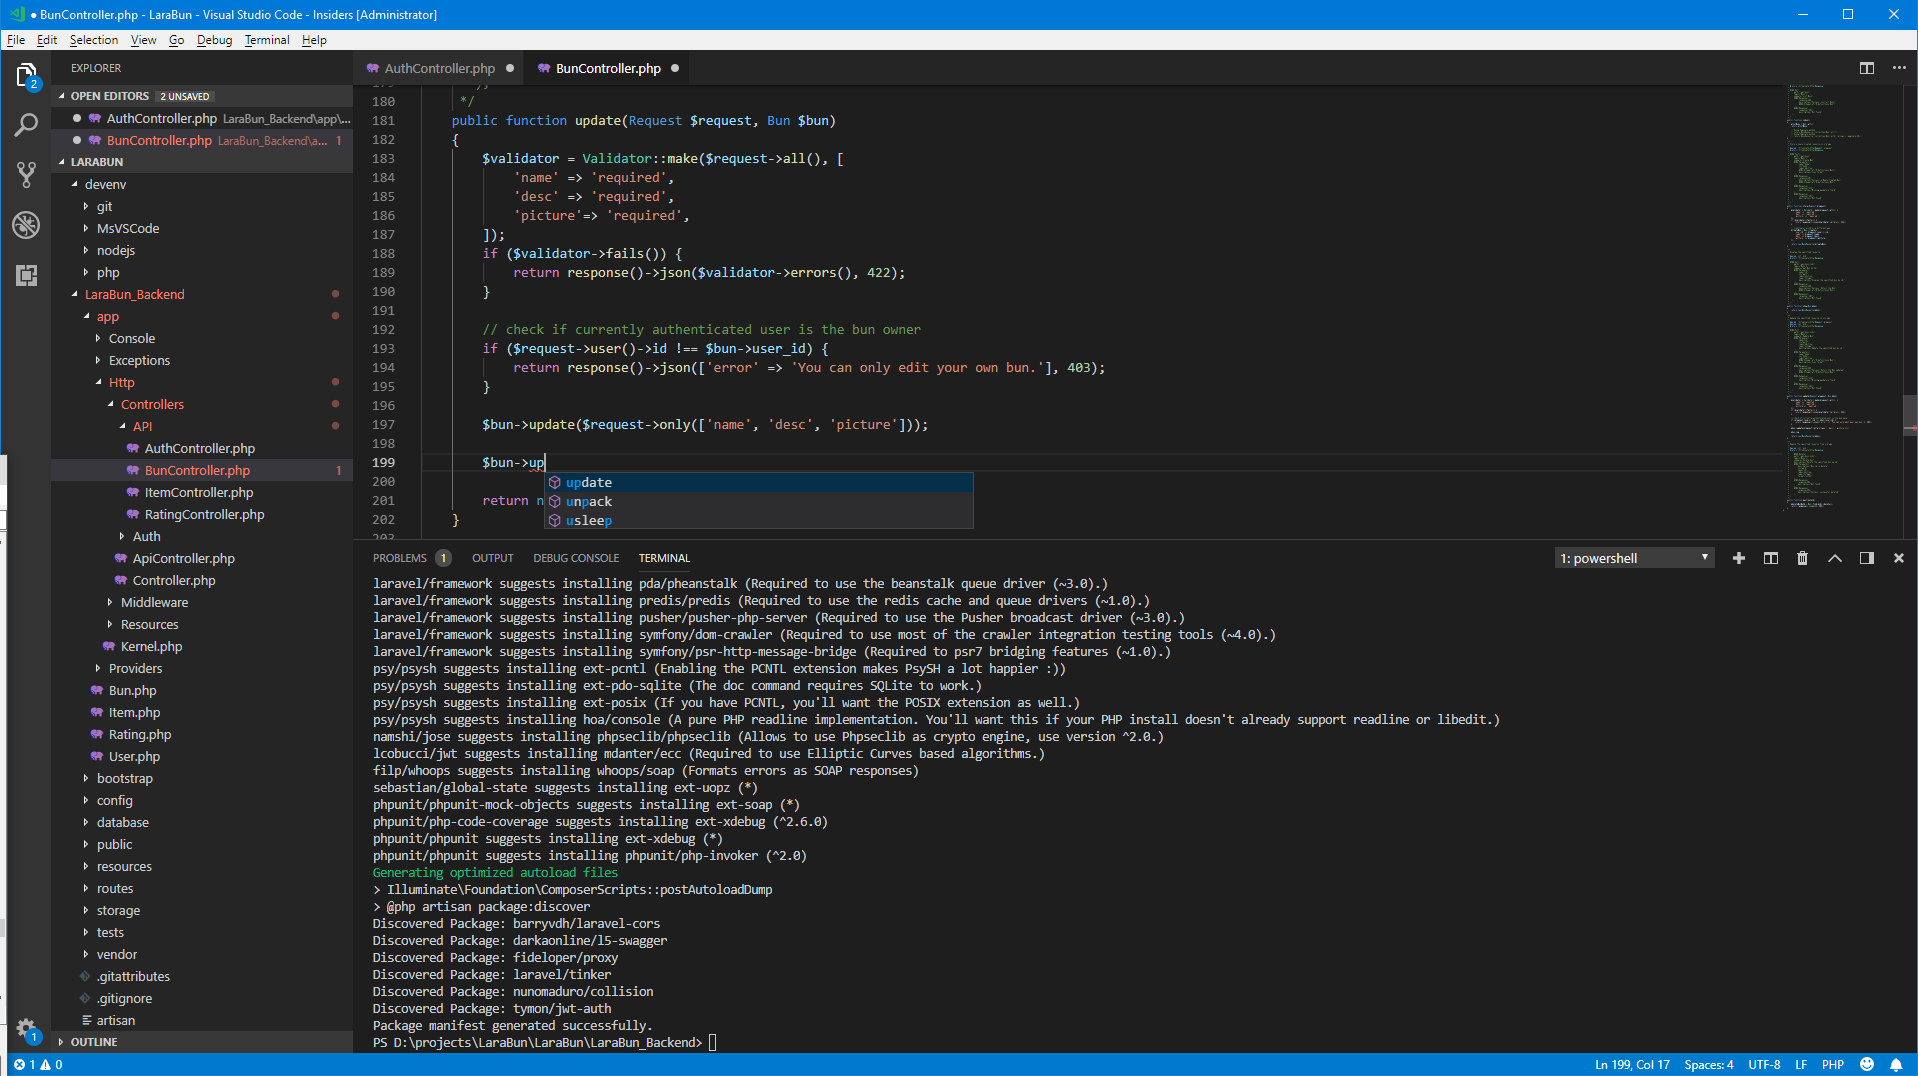 ● BunController.php - LaraBun - Visual Studio Code - Insiders [Administrator]
File Edit Selection View Go Debug Terminal Help
2
EXPLORER
OPEN EDITORS 2 UNSAVED
AuthController.php LaraBun_Backend\app\...
BunController.php LaraBun_Backend\a... 1
LARABUN
devenv
git
MsVSCode
nodejs
php
LaraBun_Backend
app
Console
Exceptions
Http
Controllers
API
AuthController.php
BunController.php 1
ItemController.php
RatingController.php
Auth
ApiController.php
Controller.php
Middleware
Resources
Kernel.php
Providers
Bun.php
Item.php
Rating.php
User.php
bootstrap
config
database
public
resources
routes
storage
tests
vendor
.gitattributes
.gitignore
artisan
OUTLINE
1
AuthController.php ● BunController.php ●
180 */
181 public function update(Request $request, Bun $bun)
182 {
183 $validator = Validator::make($request->all(), [
184 'name' => 'required',
185 'desc' => 'required',
186 'picture'=> 'required',
187 ]);
188 if ($validator->fails()) {
189 return response()->json($validator->errors(), 422);
190 }
191
192 // check if currently authenticated user is the bun owner
193 if ($request->user()->id !== $bun->user_id) {
194 return response()->json(['error' => 'You can only edit your own bun.'], 403);
195 }
196
197 $bun->update($request->only(['name', 'desc', 'picture']));
198
199 $bun->up
200
201 return n
202 }
203
update
unpack
usleep
PROBLEMS 1 OUTPUT DEBUG CONSOLE TERMINAL 1: powershell
laravel/framework suggests installing pda/pheanstalk (Required to use the beanstalk queue driver (~3.0).)
laravel/framework suggests installing predis/predis (Required to use the redis cache and queue drivers (~1.0).)
laravel/framework suggests installing pusher/pusher-php-server (Required to use the Pusher broadcast driver (~3.0).)
laravel/framework suggests installing symfony/dom-crawler (Required to use most of the crawler integration testing tools (~4.0).)
laravel/framework suggests installing symfony/psr-http-message-bridge (Required to psr7 bridging features (~1.0).)
psy/psysh suggests installing ext-pcntl (Enabling the PCNTL extension makes PsySH a lot happier :))
psy/psysh suggests installing ext-pdo-sqlite (The doc command requires SQLite to work.)
psy/psysh suggests installing ext-posix (If you have PCNTL, you'll want the POSIX extension as well.)
psy/psysh suggests installing hoa/console (A pure PHP readline implementation. You'll want this if your PHP install doesn't already support readline or libedit.)
namshi/jose suggests installing phpseclib/phpseclib (Allows to use Phpseclib as crypto engine, use version ^2.0.)
lcobucci/jwt suggests installing mdanter/ecc (Required to use Elliptic Curves based algorithms.)
filp/whoops suggests installing whoops/soap (Formats errors as SOAP responses)
sebastian/global-state suggests installing ext-uopz (*)
phpunit/phpunit-mock-objects suggests installing ext-soap (*)
phpunit/php-code-coverage suggests installing ext-xdebug (^2.6.0)
phpunit/phpunit suggests installing ext-xdebug (*)
phpunit/phpunit suggests installing phpunit/php-invoker (^2.0)
Generating optimized autoload files
> Illuminate\Foundation\ComposerScripts::postAutoloadDump
> @php artisan package:discover
Discovered Package: barryvdh/laravel-cors
Discovered Package: darkaonline/l5-swagger
Discovered Package: fideloper/proxy
Discovered Package: laravel/tinker
Discovered Package: nunomaduro/collision
Discovered Package: tymon/jwt-auth
Package manifest generated successfully.
PS D:\projects\LaraBun\LaraBun\LaraBun_Backend>
1 0 Ln 199, Col 17 Spaces: 4 UTF-8 LF PHP